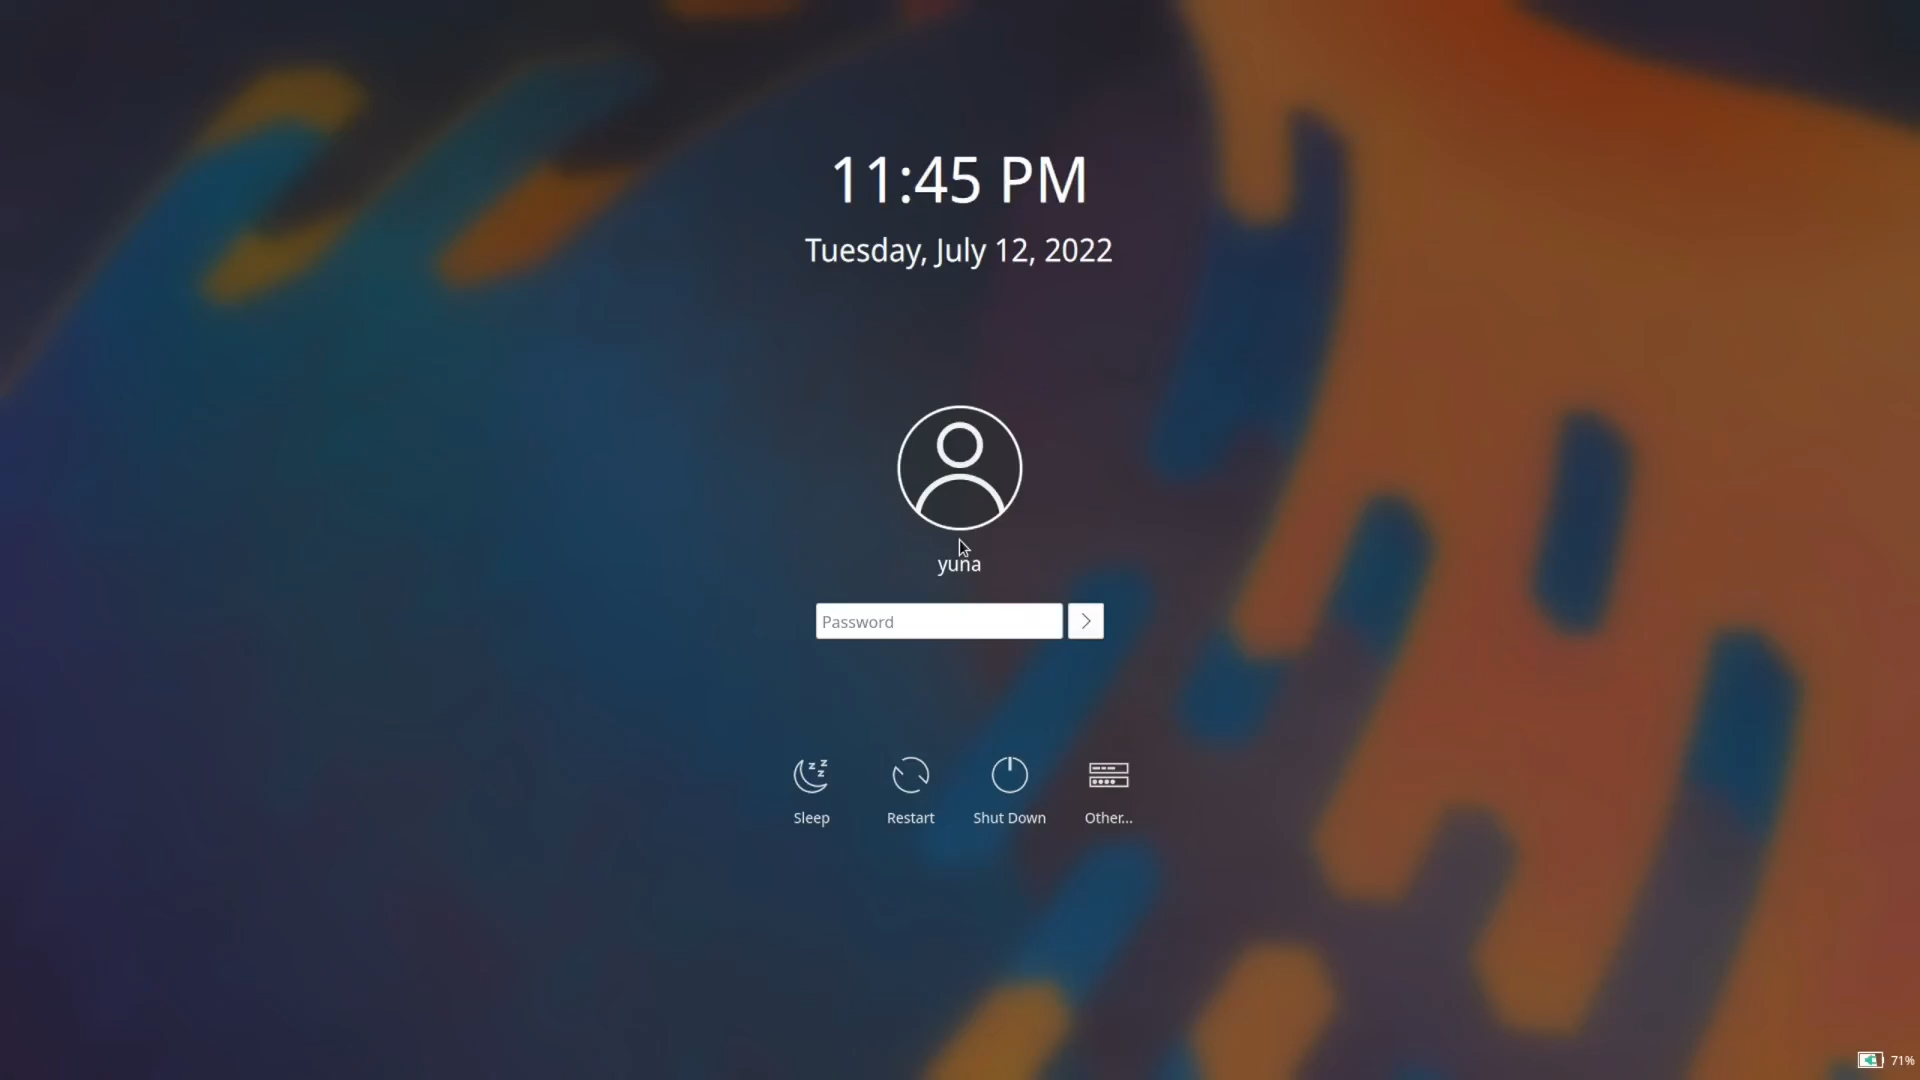 11:45 PM
Tuesday, July 12, 2022
yuna
Password
Sleep
Restart
Shut Down
Other...
71%